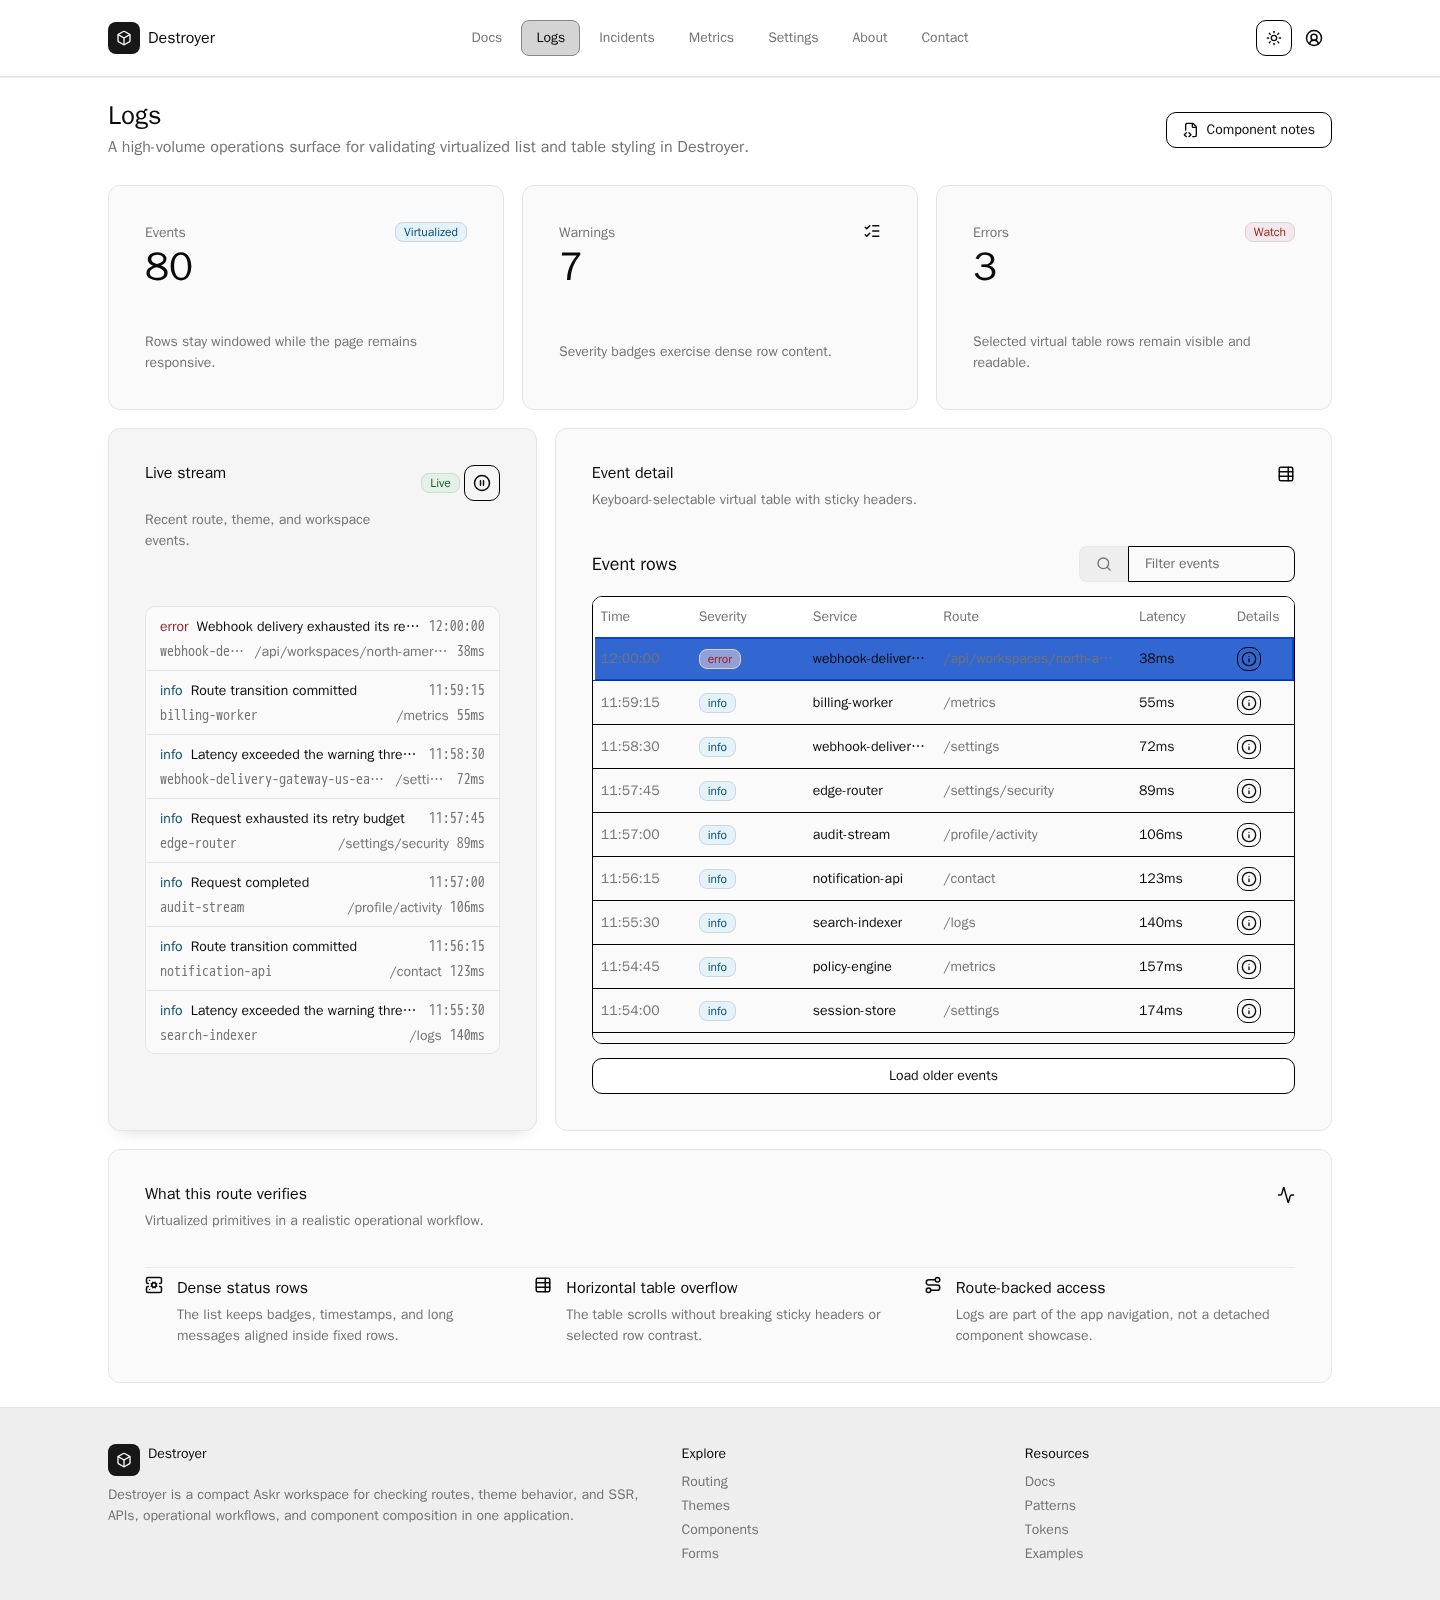 Destroyer
Docs
Logs
Incidents
Metrics
Settings
About
Contact
Logs
A high-volume operations surface for validating virtualized list and table styling in Destroyer.
Component notes
Events
Virtualized
80
Rows stay windowed while the page remains
responsive.
Warnings
7
Severity badges exercise dense row content.
Errors
Watch
3
Selected virtual table rows remain visible and
readable.
Live stream
Live
Recent route, theme, and workspace
events.
error Webhook delivery exhausted its re··· 12:00:00
webhook-de··· /api/workspaces/north-amer··· 38ms
info Route transition committed 11:59:15
billing-worker /metrics 55ms
info Latency exceeded the warning thre··· 11:58:30
webhook-delivery-gateway-us-ea··· /setti··· 72ms
info Request exhausted its retry budget 11:57:45
edge-router /settings/security 89ms
info Request completed 11:57:00
audit-stream /profile/activity 106ms
info Route transition committed 11:56:15
notification-api /contact 123ms
info Latency exceeded the warning thre··· 11:55:30
search-indexer /logs 140ms
Event detail
Keyboard-selectable virtual table with sticky headers.
Event rows
Filter events
Time Severity Service Route Latency Details
12:00:00 error webhook-deliver··· /api/workspaces/north-a··· 38ms
11:59:15 info billing-worker /metrics 55ms
11:58:30 info webhook-deliver··· /settings 72ms
11:57:45 info edge-router /settings/security 89ms
11:57:00 info audit-stream /profile/activity 106ms
11:56:15 info notification-api /contact 123ms
11:55:30 info search-indexer /logs 140ms
11:54:45 info policy-engine /metrics 157ms
11:54:00 info session-store /settings 174ms
Load older events
What this route verifies
Virtualized primitives in a realistic operational workflow.
Dense status rows
The list keeps badges, timestamps, and long
messages aligned inside fixed rows.
Horizontal table overflow
The table scrolls without breaking sticky headers or
selected row contrast.
Route-backed access
Logs are part of the app navigation, not a detached
component showcase.
Destroyer
Destroyer is a compact Askr workspace for checking routes, theme behavior, and SSR,
APIs, operational workflows, and component composition in one application.
Explore
Routing
Themes
Components
Forms
Resources
Docs
Patterns
Tokens
Examples